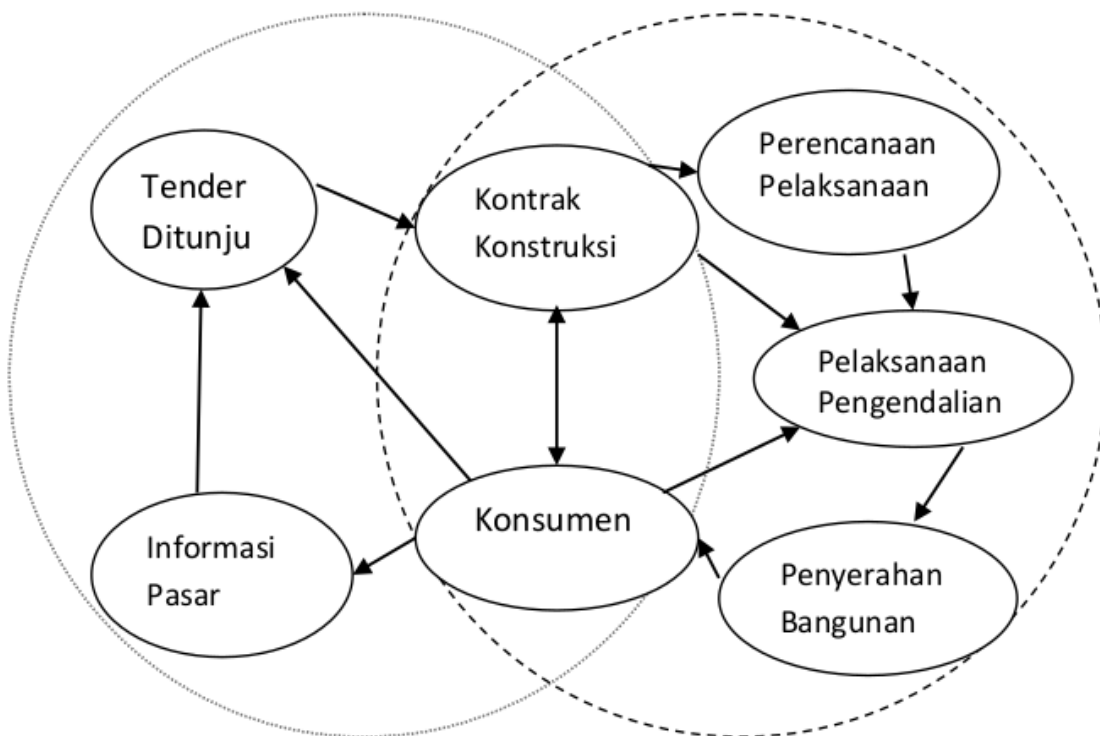 Tender
Ditunju
Kontrak
Konstruksi
Perencanaan
Pelaksanaan
Pelaksanaan
Pengendalian
Konsumen
Informasi
Pasar
Penyerahan
Bangunan